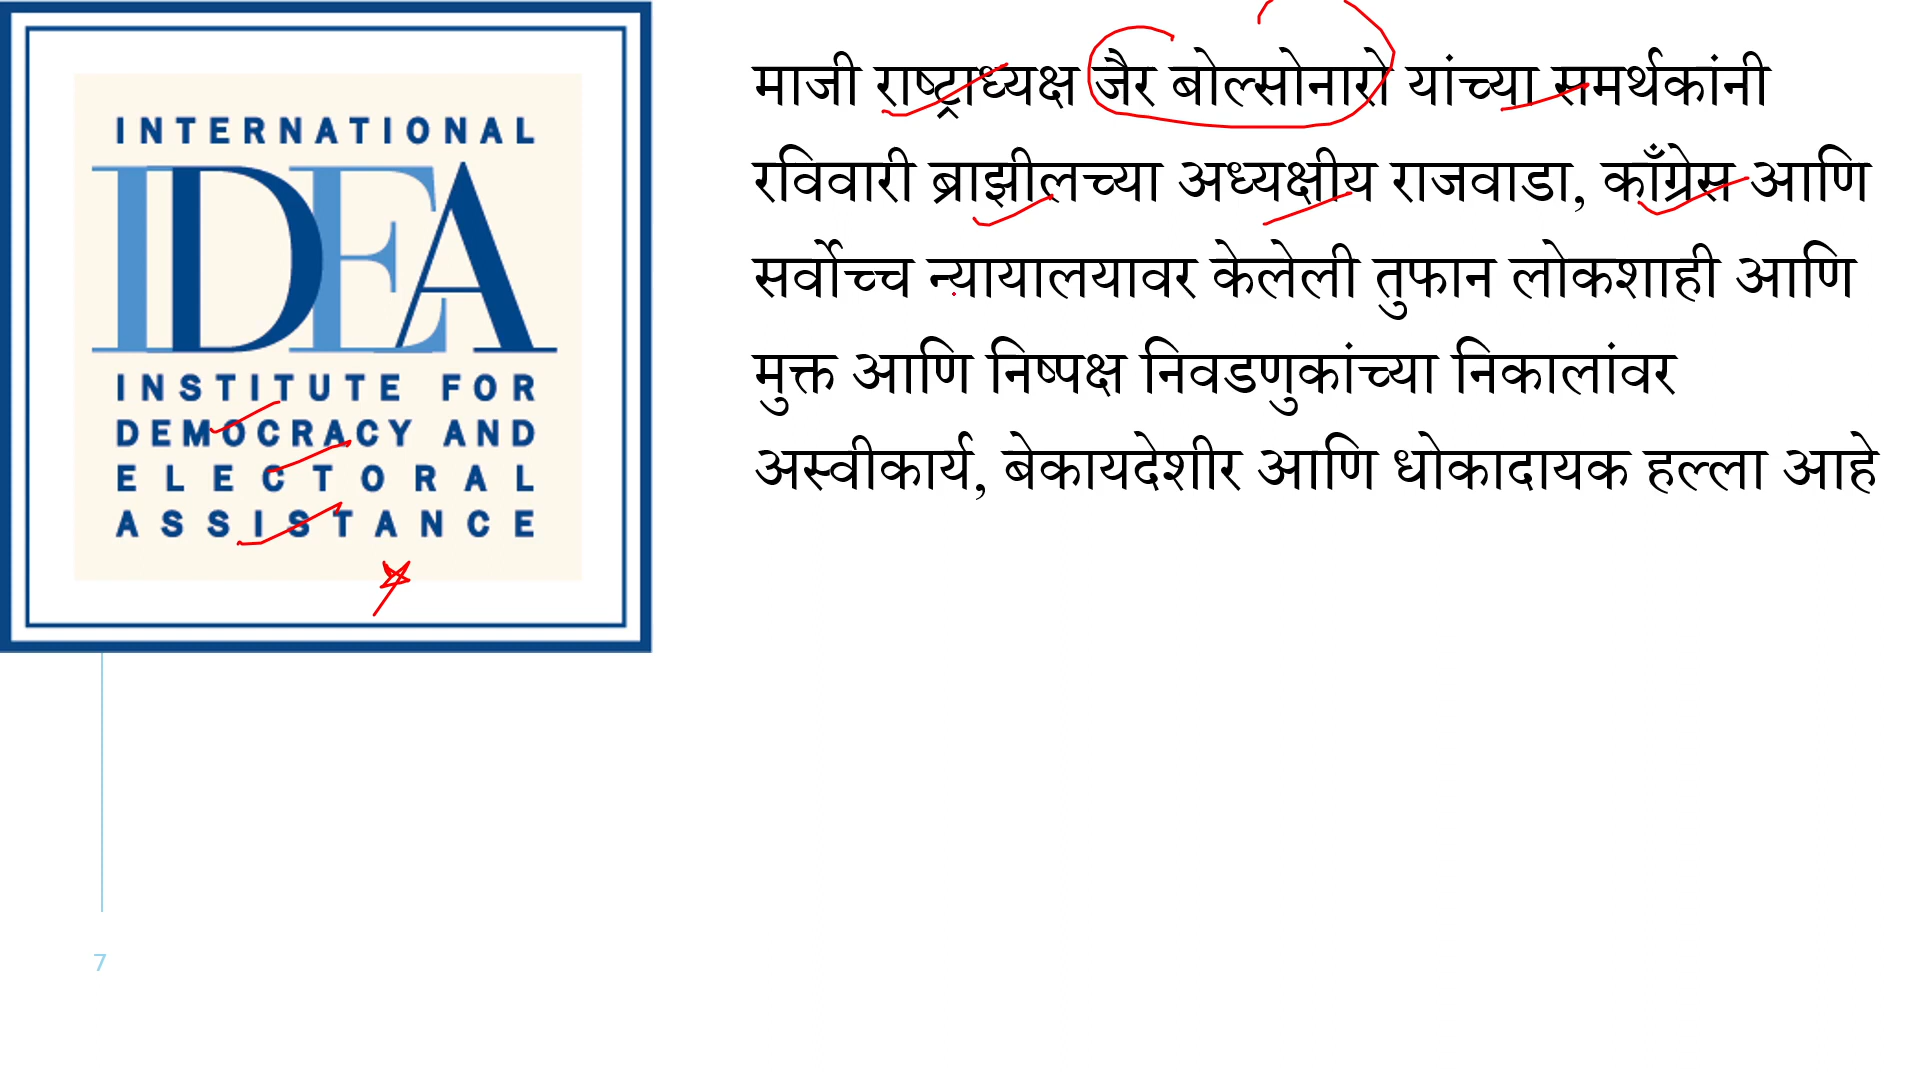 INTERNATIONAL
IDEA
INSTITUTE FOR
DEMOCRACY AND
ELECTORAL
ASSISTANCE
माजी राष्ट्राध्यक्ष जैर बोल्सोनारो यांच्या समर्थकांनी
रविवारी ब्राझीलच्या अध्यक्षीय राजवाडा, काँग्रेस आणि
सर्वोच्च न्यायालयावर केलेली तुफान लोकशाही आणि
मुक्त आणि निष्पक्ष निवडणुकांच्या निकालांवर
अस्वीकार्य, बेकायदेशीर आणि धोकादायक हल्ला आहे
7